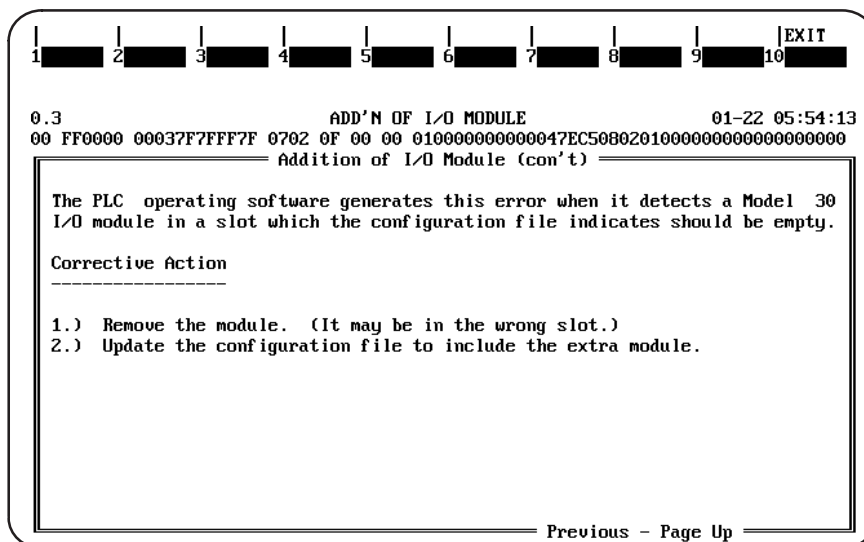 EXIT
1 2 3 4 5 6 7 8 9 10
0.3 ADD'N OF I/O MODULE 01-22 05:54:13
00 FF0000 00037F7FFF7F 0702 0F 00 00 010000000000047EC5080201000000000000000000
Addition of I/O Module (con't)
The PLC operating software generates this error when it detects a Model 30
I/O module in a slot which the configuration file indicates should be empty.
Corrective Action
-----------------
1.) Remove the module. (It may be in the wrong slot.)
2.) Update the configuration file to include the extra module.
Previous - Page Up